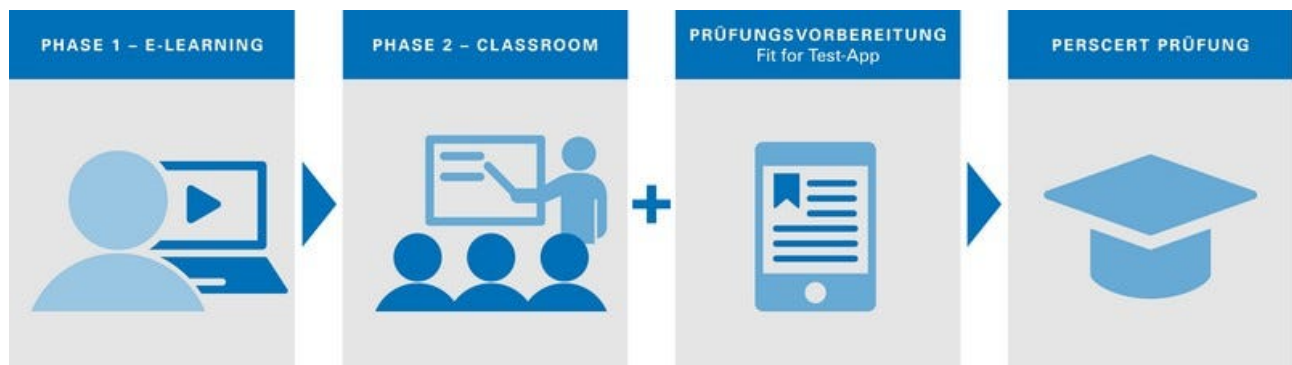 PHASE 1 – E-LEARNING
PHASE 2 – CLASSROOM
PRÜFUNGSVORBEREITUNG
Fit for Test-App
PERSCERT PRÜFUNG